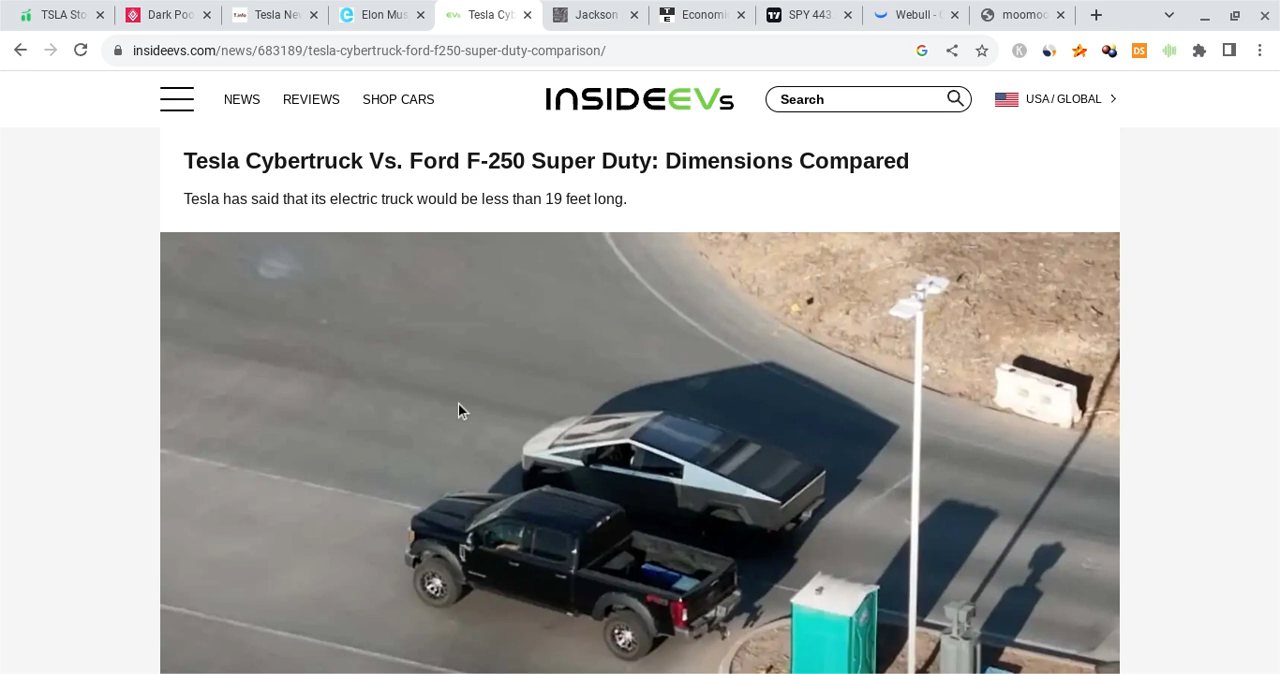 TSLA Sto
Dark Poo
Tesla Nev
Elon Mus
Tesla Cyb
Jackson
Economi
SPY 443.
Webull - 
moomoo
insideevs.com/news/683189/tesla-cybertruck-ford-f250-super-duty-comparison/
NEWS
REVIEWS
SHOP CARS
INSIDEEVs
Search
USA / GLOBAL
Tesla Cybertruck Vs. Ford F-250 Super Duty: Dimensions Compared
Tesla has said that its electric truck would be less than 19 feet long.